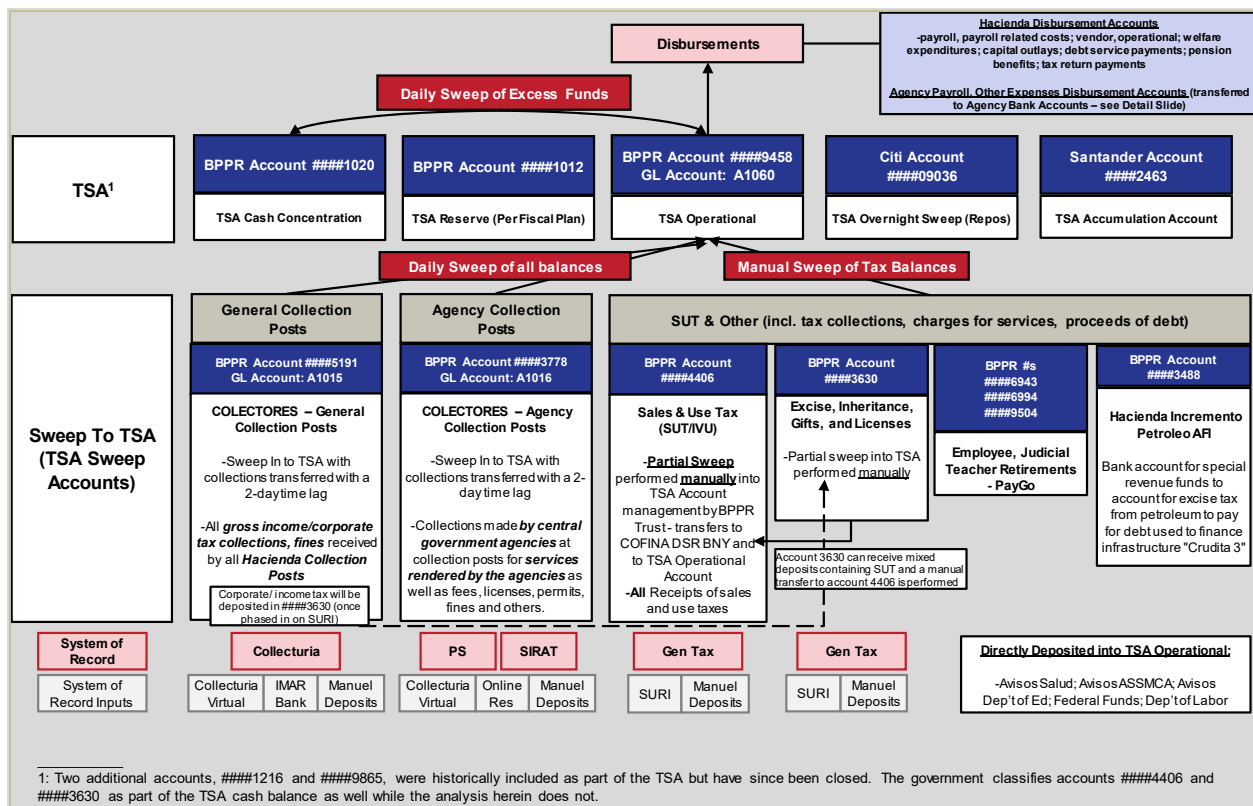 Disbursements
Hacienda Disbursement Accounts
-payroll, payroll related costs; vendor, operational; welfare
expenditures; capital outlays; debt service payments; pension
benefits; tax return payments
Agency Payroll, Other Expenses Disbursement Accounts (transferred
to Agency Bank Accounts – see Detail Slide)
Daily Sweep of Excess Funds
TSA1
BPPR Account ####1020
TSA Cash Concentration
BPPR Account ####1012
TSA Reserve (Per Fiscal Plan)
BPPR Account ####9458
GL Account: A1060
TSA Operational
Citi Account
####09036
TSA Overnight Sweep (Repos)
Santander Account
####2463
TSA Accumulation Account
Daily Sweep of all balances
Manual Sweep of Tax Balances
Sweep To TSA
(TSA Sweep
Accounts)
General Collection
Posts
BPPR Account ####5191
GL Account: A1015
COLECTORES – General
Collection Posts
-Sweep In to TSA with
collections transferred with a
2-day time lag
-All gross income/corporate
tax collections, fines received
by all Hacienda Collection
Posts
Corporate/ income tax will be
deposited in ####3630 (once
phased in on SURI)
Agency Collection
Posts
BPPR Account ####3778
GL Account: A1016
COLECTORES – Agency
Collection Posts
-Sweep In to TSA with
collections transferred with a 2-
day time lag
-Collections made by central
government agencies at
collection posts for services
rendered by the agencies as
well as fees, licenses, permits,
fines and others.
SUT & Other (incl. tax collections, charges for services, proceeds of debt)
BPPR Account
####4406
Sales & Use Tax
(SUT/IVU)
-Partial Sweep
performed manually into
TSA Account
management by BPPR
Trust - transfers to
COFINA DSR BNY and
to TSA Operational
Account
-All Receipts of sales
and use taxes
BPPR Account
####3630
Excise, Inheritance,
Gifts, and Licenses
-Partial sweep into TSA
performed manually
Account 3630 can receive mixed
deposits containing SUT and a manual
transfer to account 4406 is performed
BPPR #s
####6943
####6994
####9504
Employee, Judicial
Teacher Retirements
- PayGo
BPPR Account
####3488
Hacienda Incremento
Petroleo AFI
Bank account for special
revenue funds to
account for excise tax
from petroleum to pay
for debt used to finance
infrastructure "Crudita 3"
System of
Record
Collecturia
PS
SIRAT
Gen Tax
Gen Tax
System of
Record Inputs
Collecturia
Virtual
IMAR
Bank
Manuel
Deposits
Collecturia
Virtual
Online
Res
Manuel
Deposits
SURI
Manuel
Deposits
SURI
Manuel
Deposits
Directly Deposited into TSA Operational:
-Avisos Salud; Avisos ASSMCA; Avisos
Dep't of Ed; Federal Funds; Dep't of Labor
1: Two additional accounts, ####1216 and ####9865, were historically included as part of the TSA but have since been closed. The government classifies accounts ####4406 and
####3630 as part of the TSA cash balance as well while the analysis herein does not.